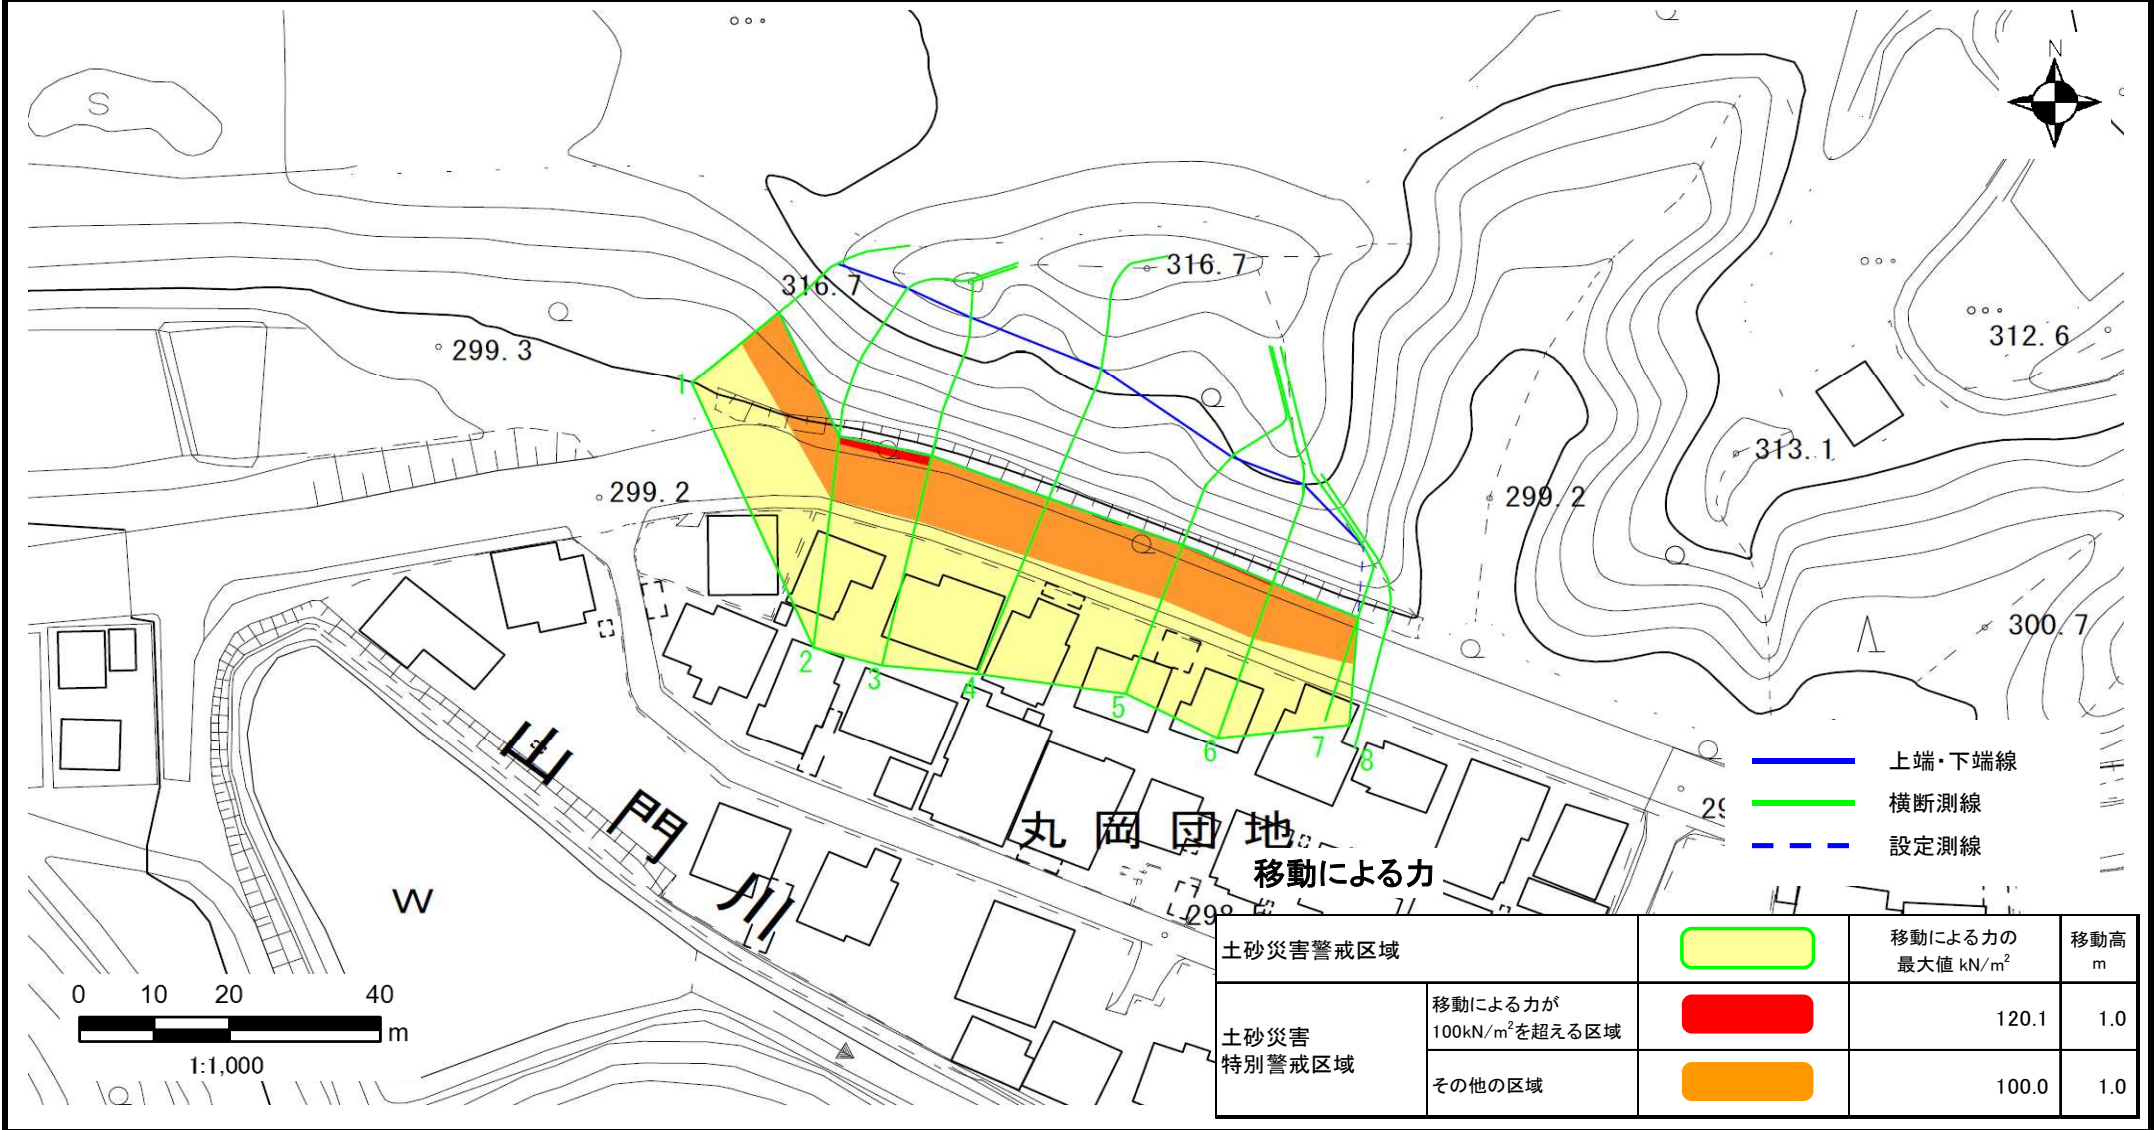 N
S
316.7
316.7
299.3
312.6
1
313.1
299.2
299.2
300.7
2
3
4
5
6
7
8
山門川
丸岡団地
W
上端・下端線
横断測線
設定測線
移動による力
0 10 20 40
m
1:1,000
土砂災害警戒区域
移動による力の
最大値 kN/m²
移動高
m
土砂災害
特別警戒区域
移動による力が
100kN/m²を超える区域
120.1
1.0
その他の区域
100.0
1.0